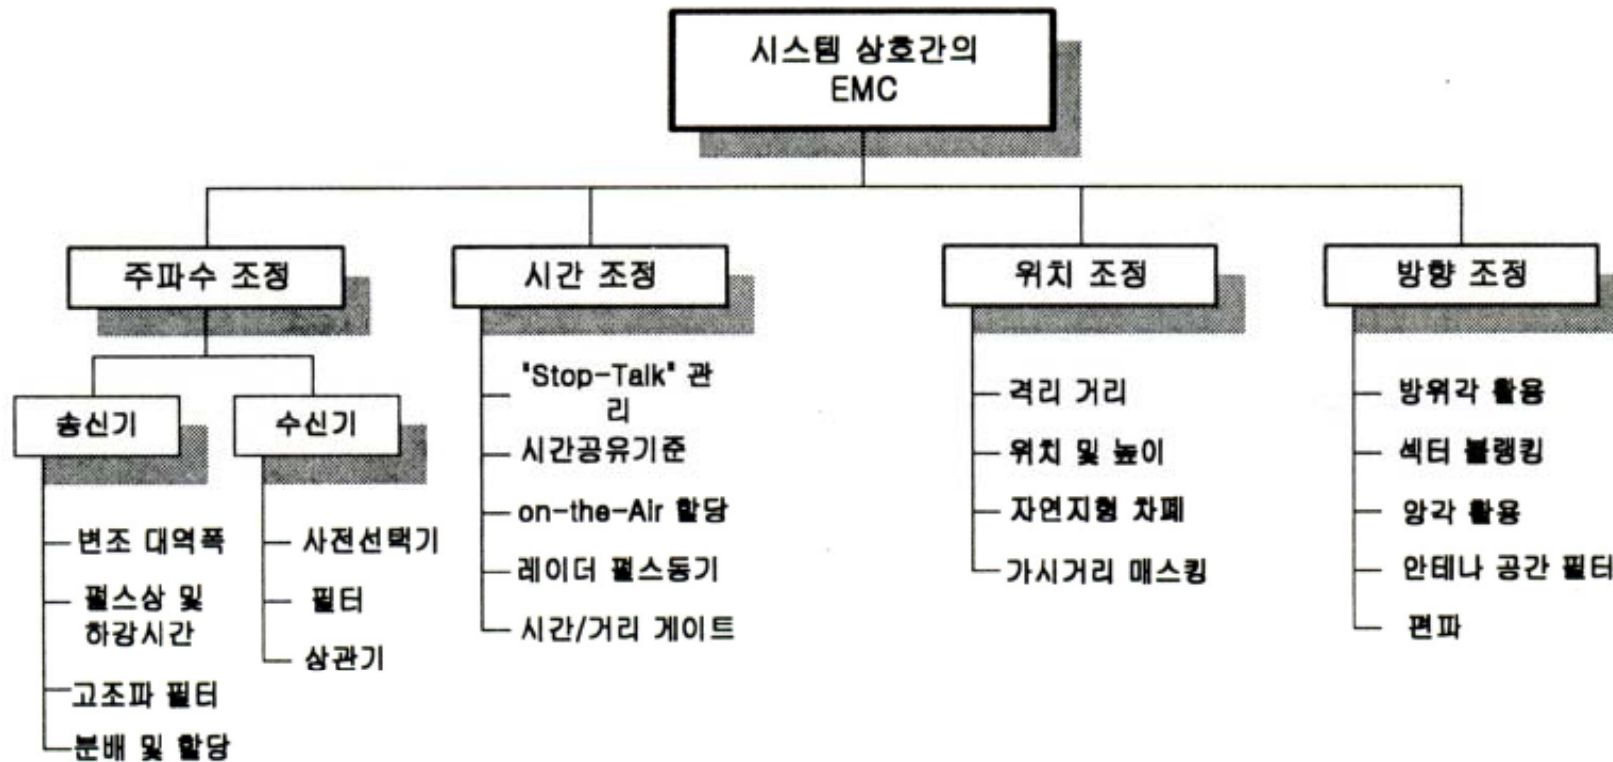 시스템 상호간의
EMC
주파수 조정
시간 조정
위치 조정
방향 조정
송신기
수신기
변조 대역폭
펄스상 및
하강시간
고조파 필터
분배 및 할당
사전선택기
필터
상관기
"Stop-Talk" 관
리
시간공유기준
on-the-Air 할당
레이더 펄스동기
시간/거리 게이트
격리 거리
위치 및 높이
자연지형 차폐
가시거리 매스킹
방위각 활용
섹터 블랭킹
앙각 활용
안테나 공간 필터
편파